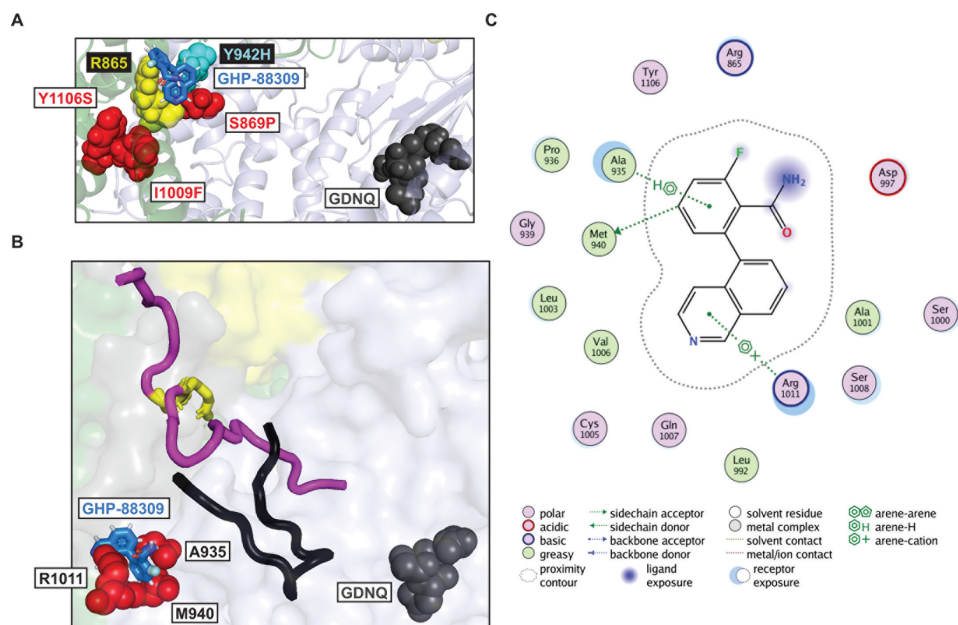 A
R865
Y942H
GHP-88309
Y1106S
S869P
I1009F
GDNQ
B
GHP-88309
A935
R1011
M940
GDNQ
C
Arg
865
Tyr
1106
Pro
936
Ala
935
F
H
NH2
Asp
997
O
Gly
939
Met
940
Leu
1003
Ala
1001
Ser
1000
Val
1006
N
+
Arg
1011
Ser
1008
Cys
1005
Gln
1007
Leu
992
polar
acidic
basic
greasy
proximity
contour
sidechain acceptor
sidechain donor
backbone acceptor
backbone donor
ligand
exposure
solvent residue
metal complex
solvent contact
metal/ion contact
receptor
exposure
arene-arene
H arene-H
+ arene-cation